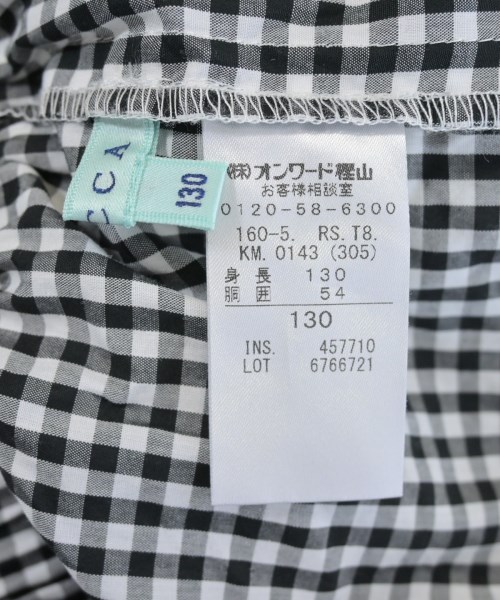 CCA
130
(株)オンワード樫山
お客様相談室
0120-58-6300
160-5. RS. T8.
KM. 0143 (305)
身 長 130
胴 囲 54
130
INS. 457710
LOT 6766721